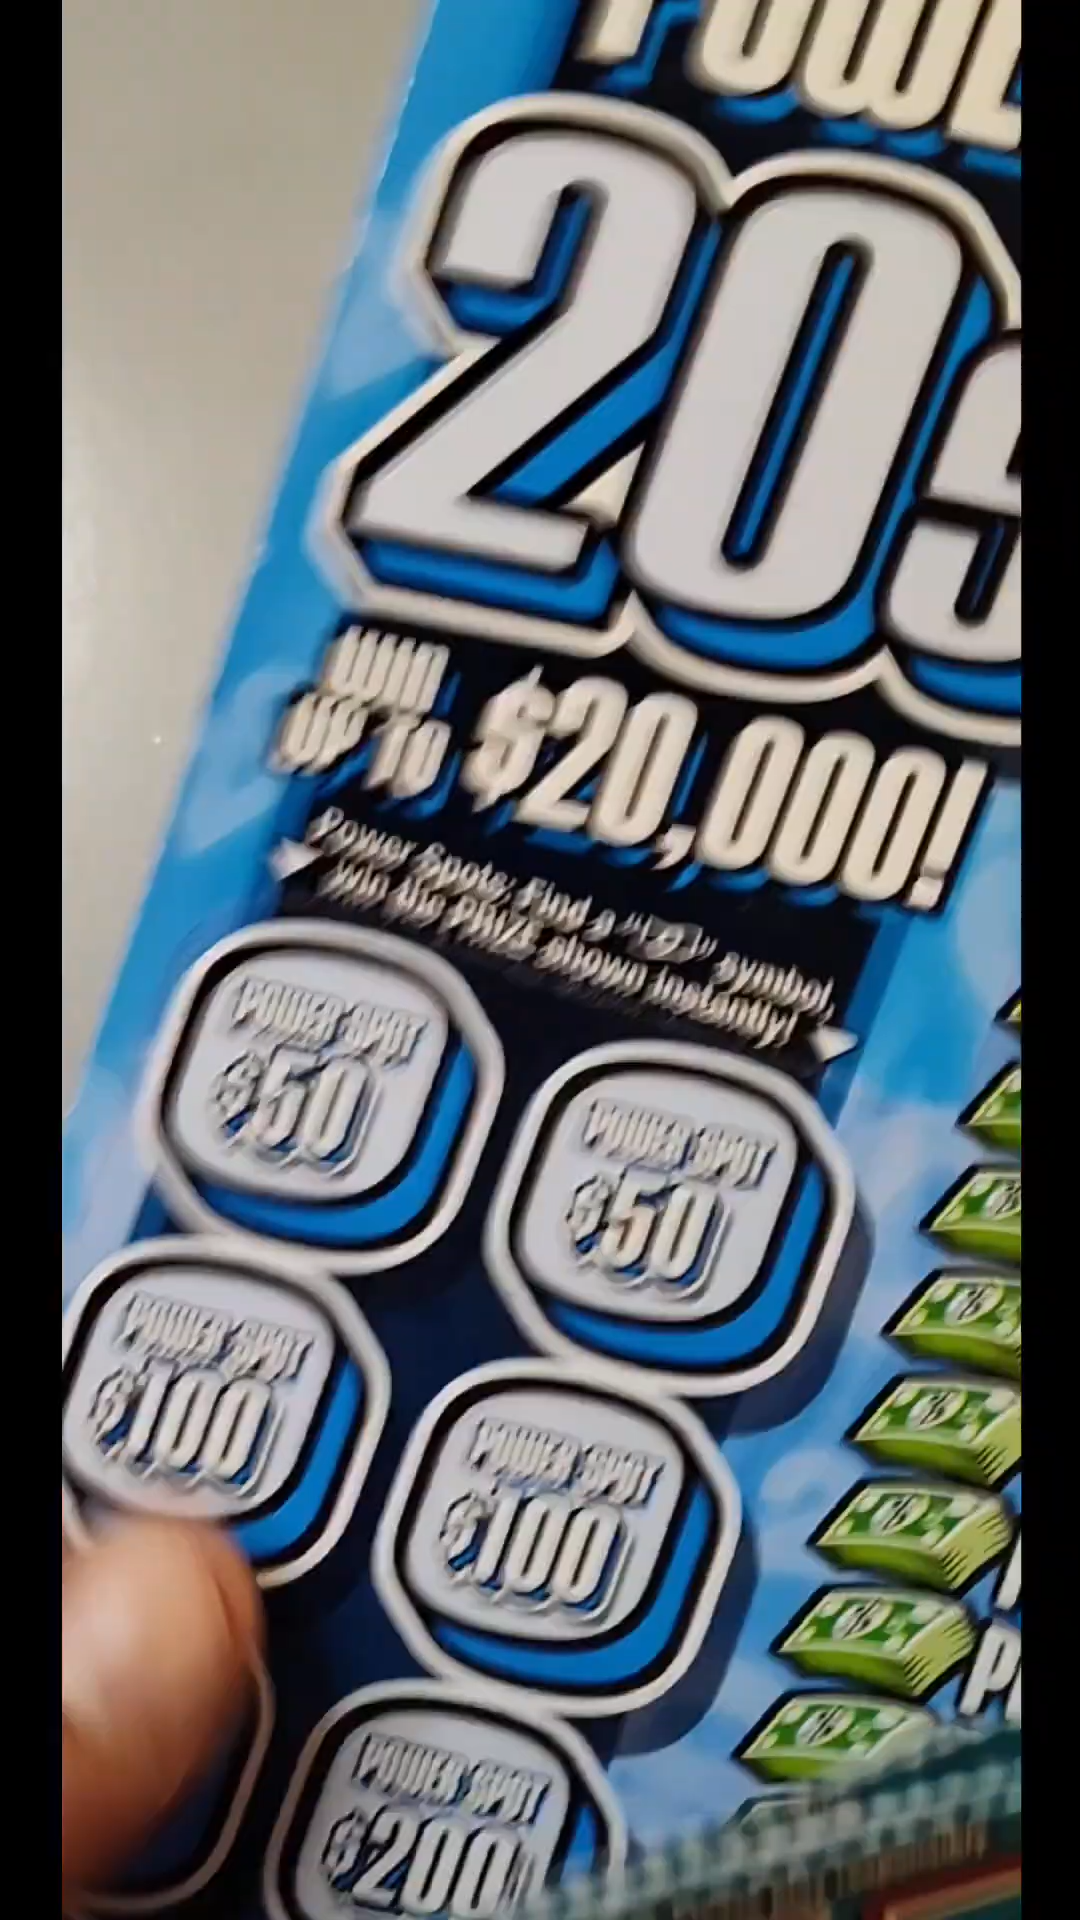 POWE
20s
WIN
UP TO $20,000!
Power Spots: Find a symbol,
win the PRIZE shown instantly!
POWER SPOT
$50
POWER SPOT
$50
POWER SPOT
$100
POWER SPOT
$100
POWER SPOT
$200